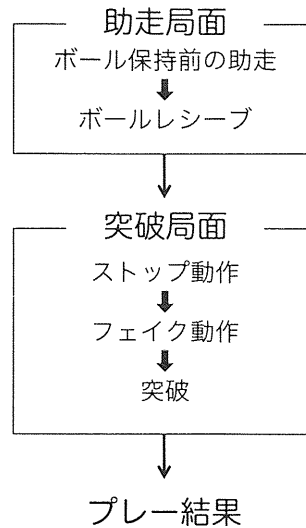 助走局面
ボール保持前の助走
ボールレシーブ
突破局面
ストップ動作
フェイク動作
突破
プレー結果